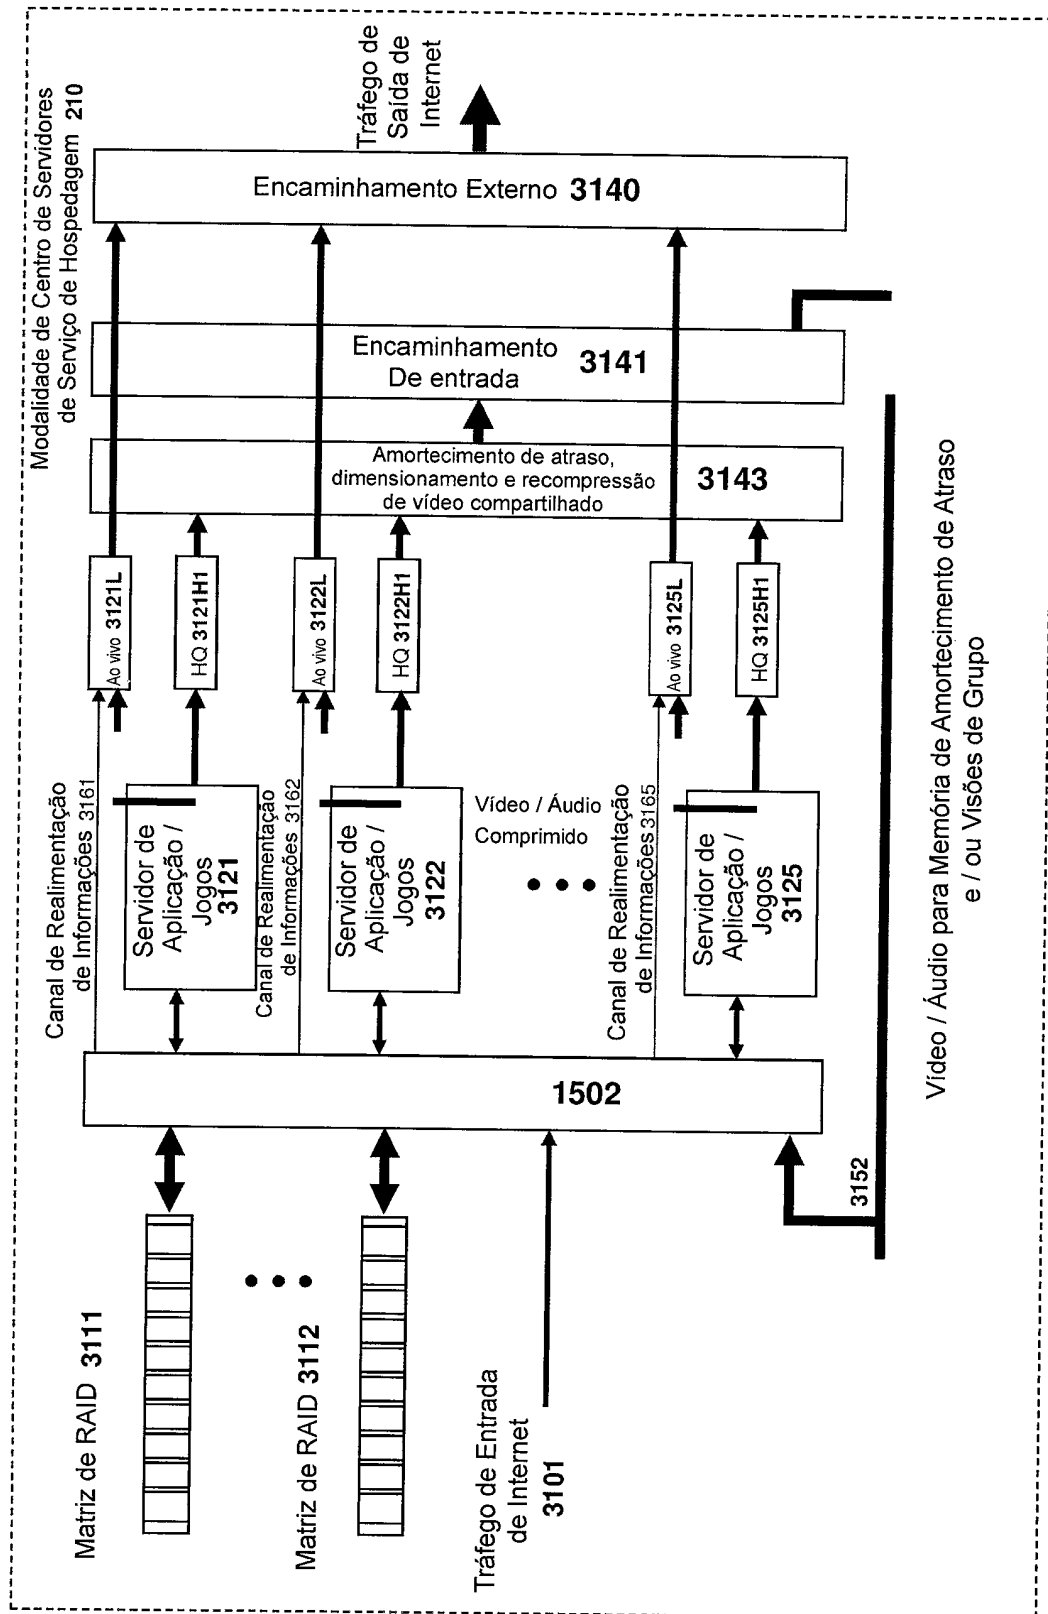 Modalidade de Centro de Servidores
de Serviço de Hospedagem 210
Matriz de RAID 3111
Matriz de RAID 3112
Tráfego de Entrada
de Internet
3101
1502
3152
Canal de Realimentação
de Informações 3161
Canal de Realimentação
de Informações 3162
Canal de Realimentação
de Informações 3165
Servidor de
Aplicação /
Jogos
3121
Servidor de
Aplicação /
Jogos
3122
Servidor de
Aplicação /
Jogos
3125
Vídeo / Áudio
Comprimido
Ao vivo 3121L
HQ 3121H1
Ao vivo 3122L
HQ 3122H1
Ao vivo 3125L
HQ 3125H1
Amortecimento de atraso,
dimensionamento e recompressão
de vídeo compartilhado
3143
Encaminhamento
De entrada
3141
Encaminhamento Externo 3140
Tráfego de
Saída de
Internet
Vídeo / Áudio para Memória de Amortecimento de Atraso
e / ou Visões de Grupo